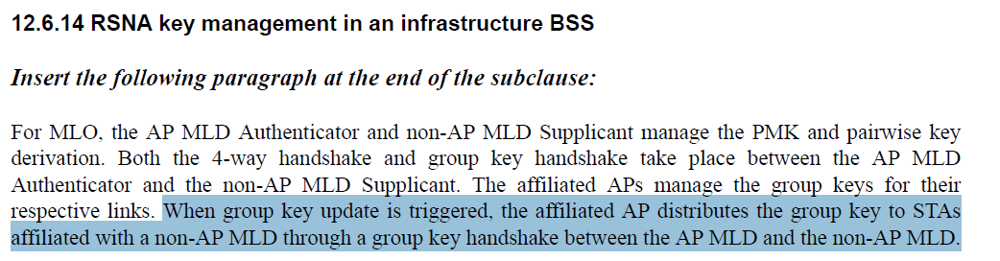 12.6.14 RSNA key management in an infrastructure BSS
Insert the following paragraph at the end of the subclause:
For MLO, the AP MLD Authenticator and non-AP MLD Supplicant manage the PMK and pairwise key
derivation. Both the 4-way handshake and group key handshake take place between the AP MLD
Authenticator and the non-AP MLD Supplicant. The affiliated APs manage the group keys for their
respective links. When group key update is triggered, the affiliated AP distributes the group key to STAs
affiliated with a non-AP MLD through a group key handshake between the AP MLD and the non-AP MLD.